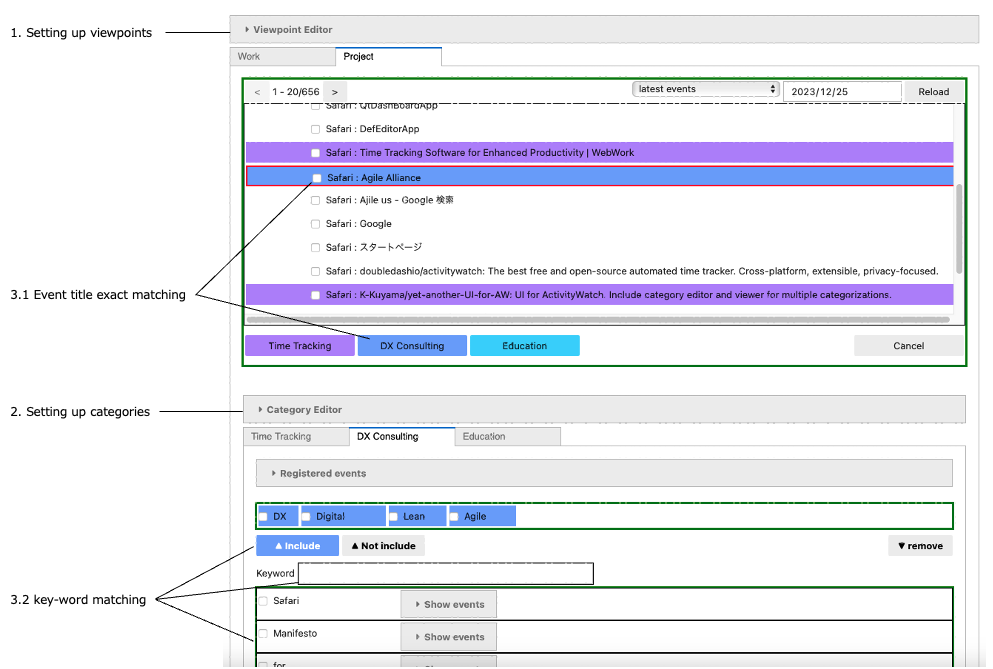 1. Setting up viewpoints
Viewpoint Editor
Work
Project
< 1 - 20/656 >
latest events
2023/12/25
Reload
Safari : QtDashBoardApp
Safari : DefEditorApp
Safari : Time Tracking Software for Enhanced Productivity | WebWork
Safari : Agile Alliance
Safari : Ajile us - Google 検索
Safari : Google
Safari : スタートページ
3.1 Event title exact matching
Safari : doubledashio/activitywatch: The best free and open-source automated time tracker. Cross-platform, extensible, privacy-focused.
Safari : K-Kuyama/yet-another-UI-for-AW: UI for ActivityWatch. Include category editor and viewer for multiple categorizations.
Time Tracking
DX Consulting
Education
Cancel
2. Setting up categories
Category Editor
Time Tracking
DX Consulting
Education
Registered events
DX
Digital
Lean
Agile
▲ Include
▲ Not include
▼ remove
Keyword
3.2 key-word matching
Safari
Show events
Manifesto
Show events
for
Show events